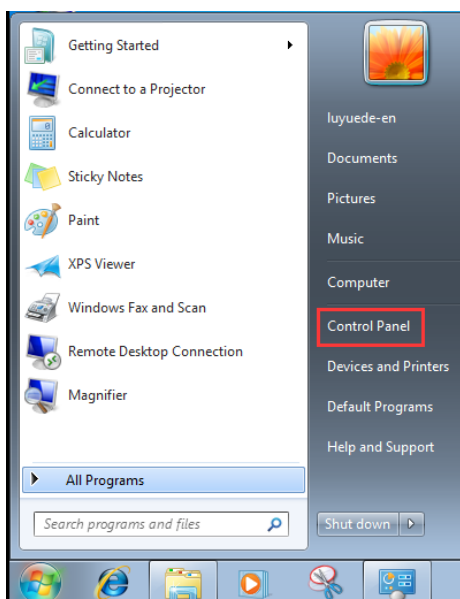 Getting Started
Connect to a Projector
Calculator
Sticky Notes
Paint
XPS Viewer
Windows Fax and Scan
Remote Desktop Connection
Magnifier
All Programs
Search programs and files
luyuede-en
Documents
Pictures
Music
Computer
Control Panel
Devices and Printers
Default Programs
Help and Support
Shut down